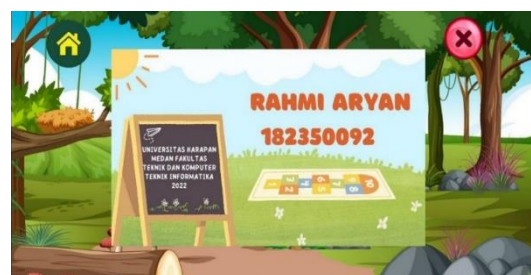 RAHMI ARYAN
182350092
UNIVERSITAS HARAPAN
MEDAN FAKULTAS
TEKNIK DAN KOMPUTER
TEKNIK INFORMATIKA
2022